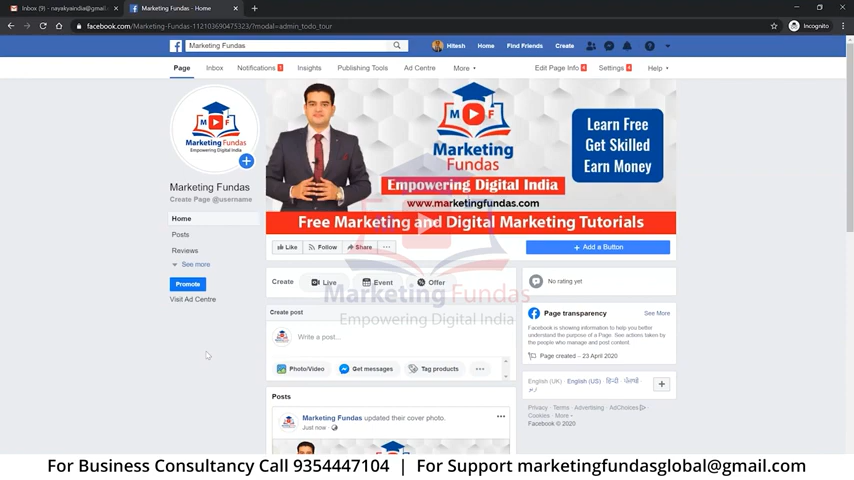 Inbox (9) - nayakyaindia@gmai
Marketing Fundas - Home
facebook.com/Marketing-Fundas-112103690475323/?modal=admin_todo_tour
Incognito
Marketing Fundas
Hitesh
Home
Find Friends
Create
Page
Inbox
Notifications
Insights
Publishing Tools
Ad Centre
More
Edit Page Info 4
Settings 4
Help
M F
Marketing Fundas
Empowering Digital India
M F
Marketing
Fundas
Empowering Digital India
www.marketingfundas.com
Free Marketing and Digital Marketing Tutorials
Learn Free
Get Skilled
Earn Money
Marketing Fundas
Create Page @username
Home
Posts
Reviews
See more
Promote
Visit Ad Centre
Like
Follow
Share
+ Add a Button
Create
Live
Event
Offer
Marketing Fundas
Empowering Digital India
Create post
Write a post...
Photo/Video
Get messages
Tag products
Posts
Marketing Fundas updated their cover photo.
Just now
No rating yet
Page transparency
See More
Facebook is showing information to help you better
understand the purpose of a Page. See actions taken
by the people who manage and post content.
Page created – 23 April 2020
English (UK) · English (US) · हिन्दी · ਪੰਜਾਬੀ ·
اردو
Privacy · Terms · Advertising · AdChoices ·
Cookies · More
Facebook © 2020
For Business Consultancy Call 9354447104 | For Support marketingfundasglobal@gmail.com